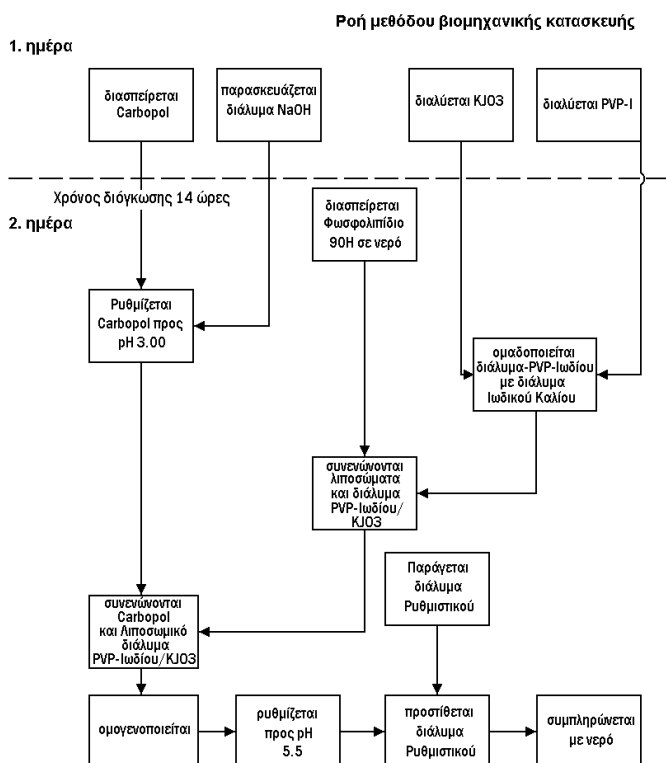 Ροή μεθόδου βιομηχανικής κατασκευής
1. ημέρα
διασπείρεται
Carbopol
παρασκευάζεται
διάλυμα NaOH
διαλύεται KJO3
διαλύεται PVP-I
Χρόνος διόγκωσης 14 ώρες
2. ημέρα
διασπείρεται
Φωσφολιπίδιο
90H σε νερό
Ρυθμίζεται
Carbopol προς
pH 3.00
ομαδοποιείται
διάλυμα-PVP-Ιωδίου
με διάλυμα
Ιωδικού Καλίου
συνενώνονται
λιποσώματα
και διάλυμα
PVP-Ιωδίου/
KJO3
Παράγεται
διάλυμα
Ρυθμιστικού
συνενώνονται
Carbopol
και Λιποσωμικό
διάλυμα
PVP-Ιωδίου/KJO3
ομογενοποιείται
ρυθμίζεται
προς pH
5.5
προστίθεται
διάλυμα
Ρυθμιστικού
συμπληρώνεται
με νερό